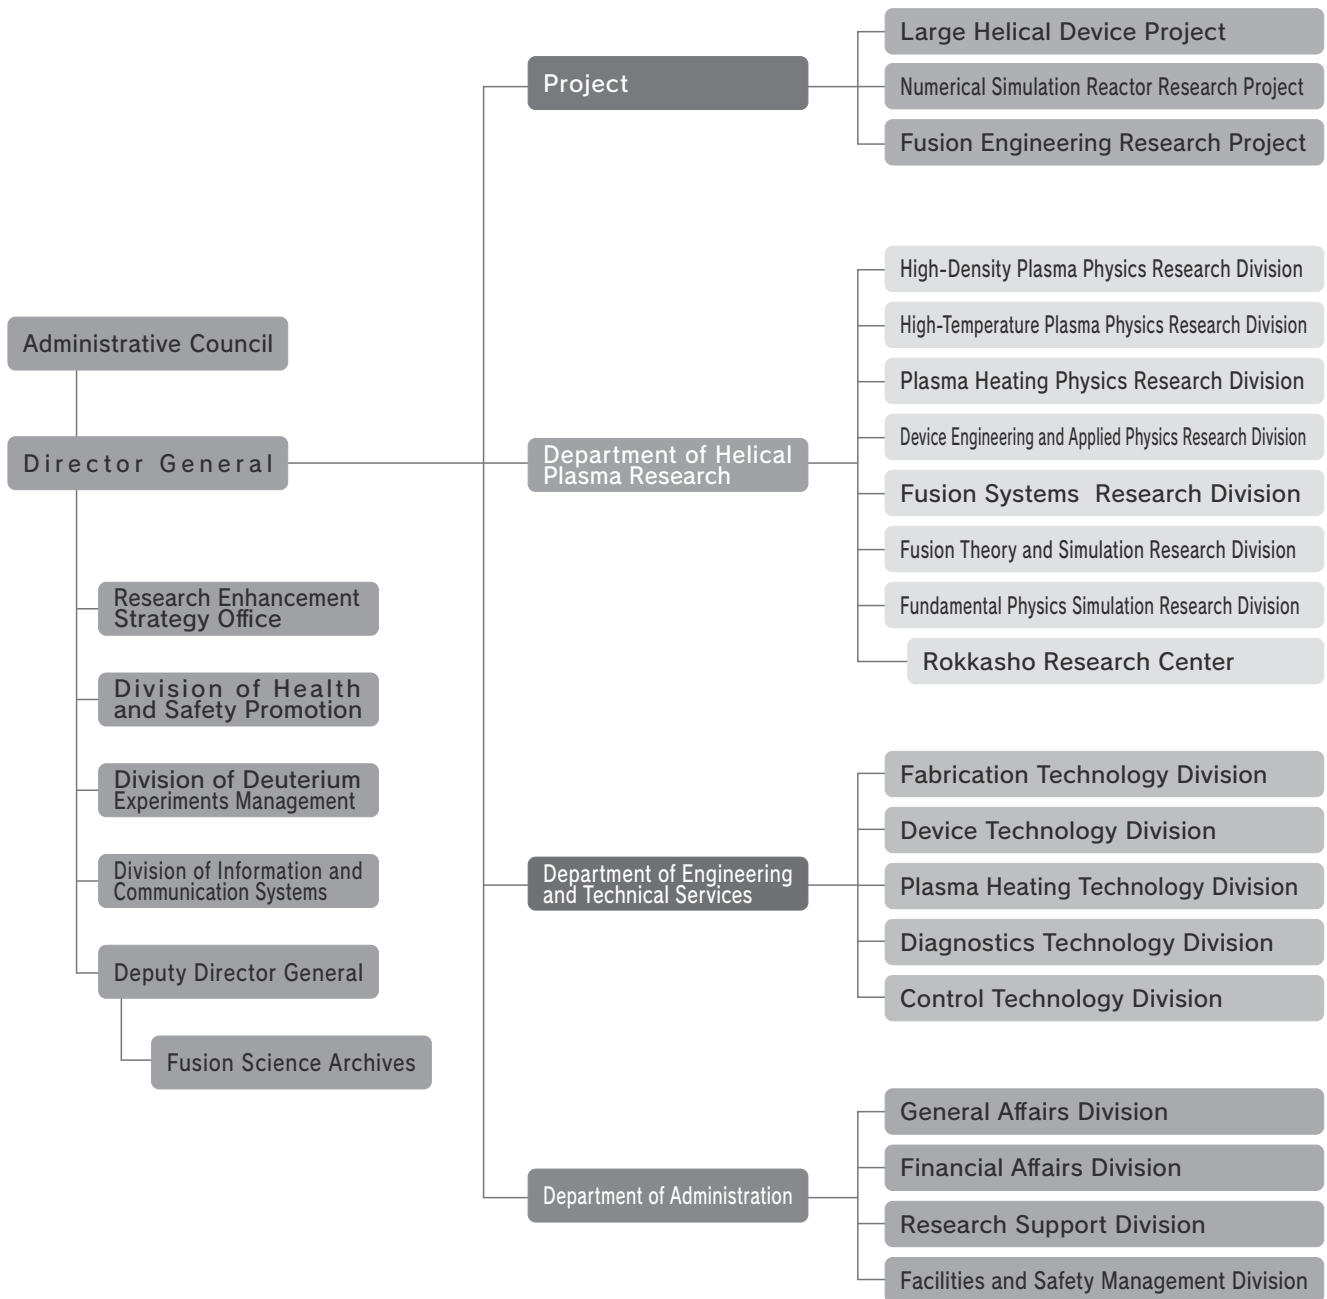 Administrative Council
Director General
Research Enhancement
Strategy Office
Division of Health
and Safety Promotion
Division of Deuterium
Experiments Management
Division of Information and
Communication Systems
Deputy Director General
Fusion Science Archives
Project
Large Helical Device Project
Numerical Simulation Reactor Research Project
Fusion Engineering Research Project
Department of Helical
Plasma Research
High-Density Plasma Physics Research Division
High-Temperature Plasma Physics Research Division
Plasma Heating Physics Research Division
Device Engineering and Applied Physics Research Division
Fusion Systems Research Division
Fusion Theory and Simulation Research Division
Fundamental Physics Simulation Research Division
Rokkasho Research Center
Department of Engineering
and Technical Services
Fabrication Technology Division
Device Technology Division
Plasma Heating Technology Division
Diagnostics Technology Division
Control Technology Division
Department of Administration
General Affairs Division
Financial Affairs Division
Research Support Division
Facilities and Safety Management Division